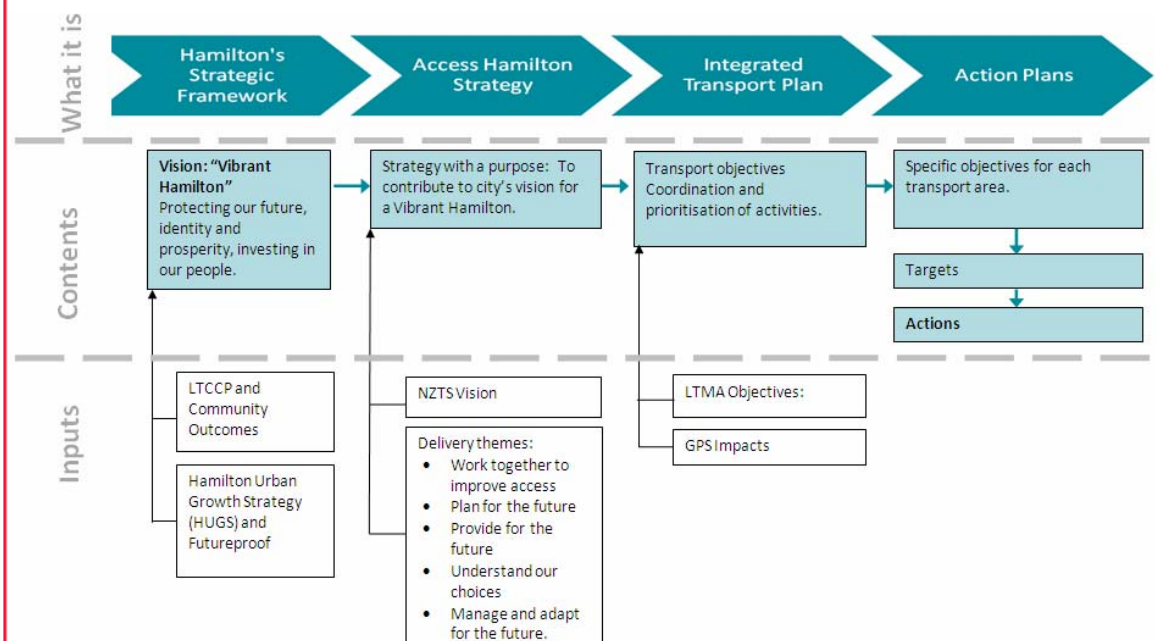 What it is
Hamilton's
Strategic
Framework
Access Hamilton
Strategy
Integrated
Transport Plan
Action Plans
Contents
Vision: “Vibrant
Hamilton”
Protecting our future,
identity and
prosperity, investing in
our people.
Strategy with a purpose: To
contribute to city’s vision for
a Vibrant Hamilton.
Transport objectives
Coordination and
prioritisation of activities.
Specific objectives for each
transport area.
Targets
Actions
Inputs
LTCCP and
Community
Outcomes
Hamilton Urban
Growth Strategy
(HUGS) and
Futureproof
NZTS Vision
Delivery themes:
• Work together to
improve access
• Plan for the future
• Provide for the
future
• Understand our
choices
• Manage and adapt
for the future.
LTMA Objectives:
GPS Impacts